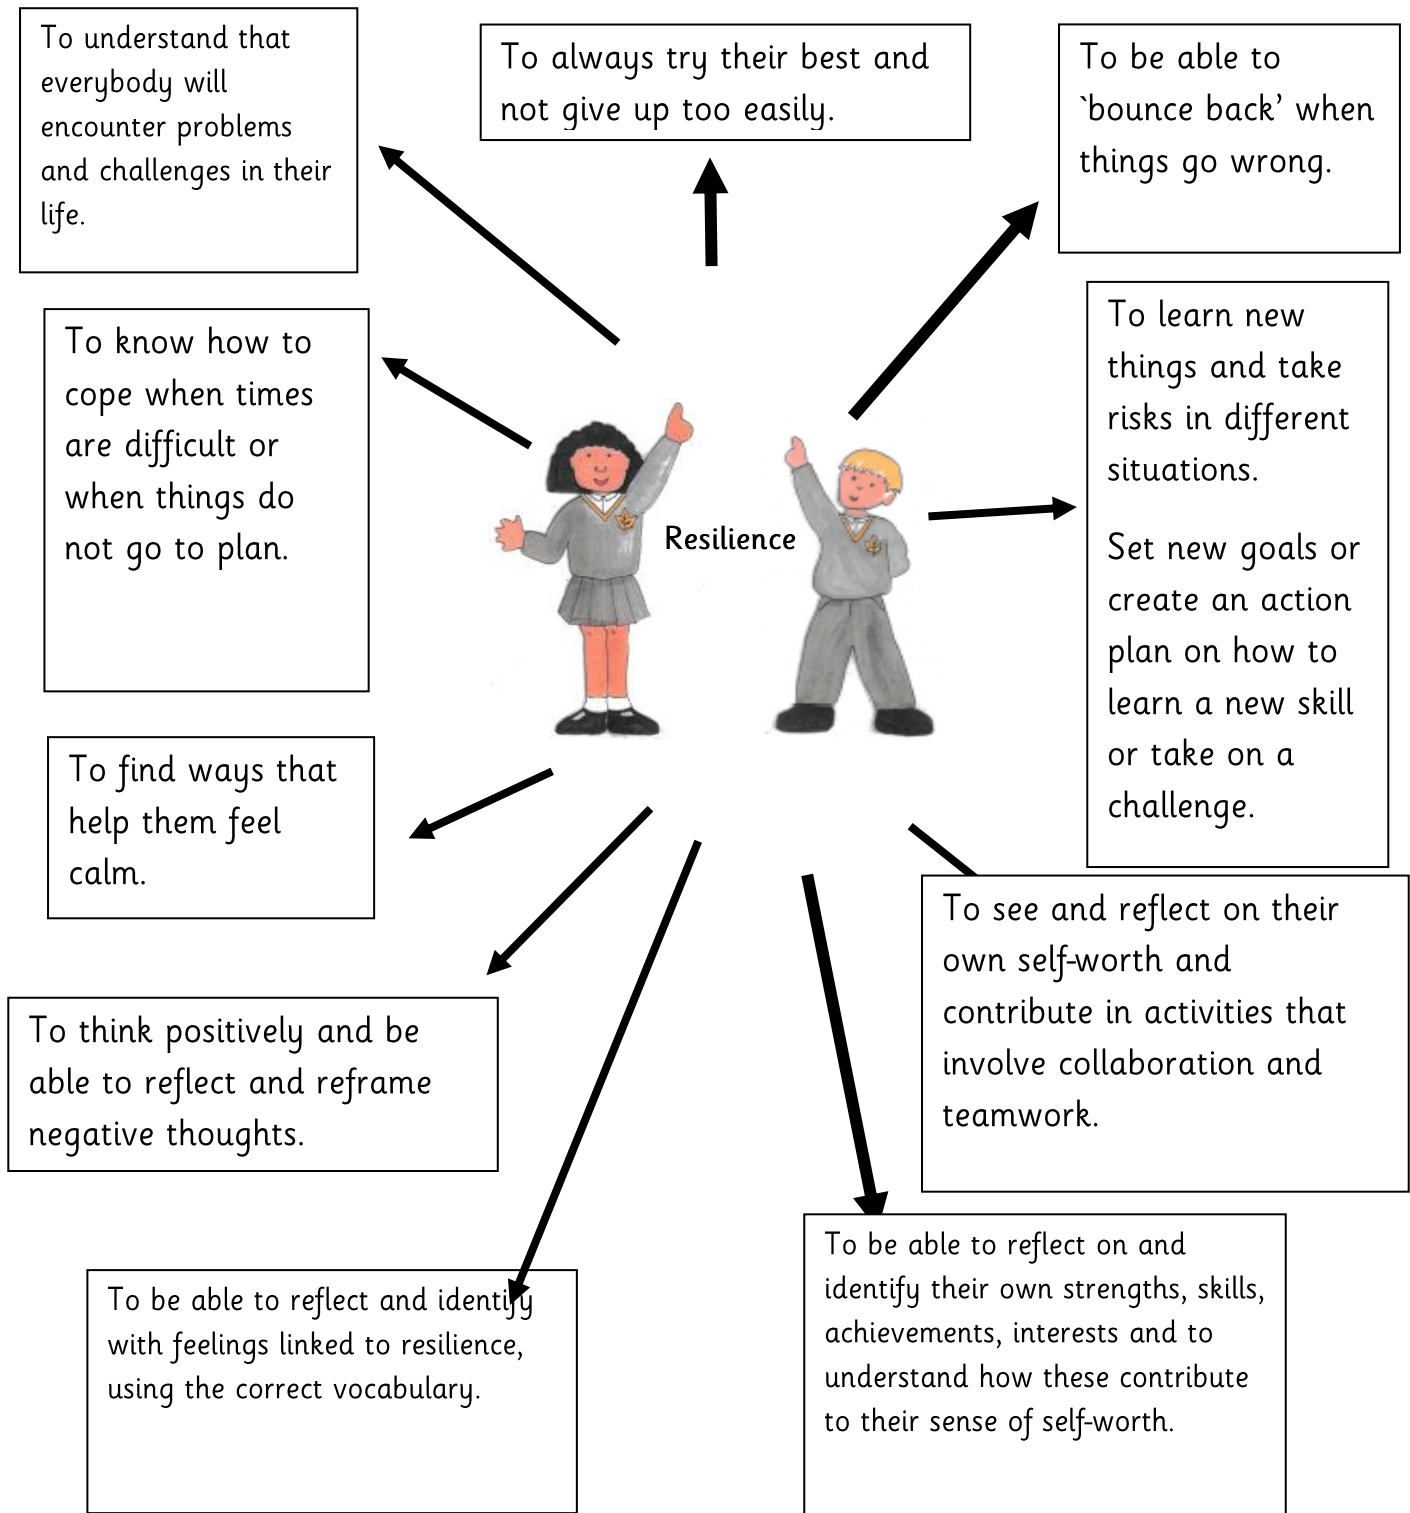 To understand that
everybody will
encounter problems
and challenges in their
life.
To always try their best and
not give up too easily.
To be able to
`bounce back’ when
things go wrong.
To know how to
cope when times
are difficult or
when things do
not go to plan.
To learn new
things and take
risks in different
situations.
Set new goals or
create an action
plan on how to
learn a new skill
or take on a
challenge.
Resilience
To find ways that
help them feel
calm.
To see and reflect on their
own self-worth and
contribute in activities that
involve collaboration and
teamwork.
To think positively and be
able to reflect and reframe
negative thoughts.
To be able to reflect and identify
with feelings linked to resilience,
using the correct vocabulary.
To be able to reflect on and
identify their own strengths, skills,
achievements, interests and to
understand how these contribute
to their sense of self-worth.